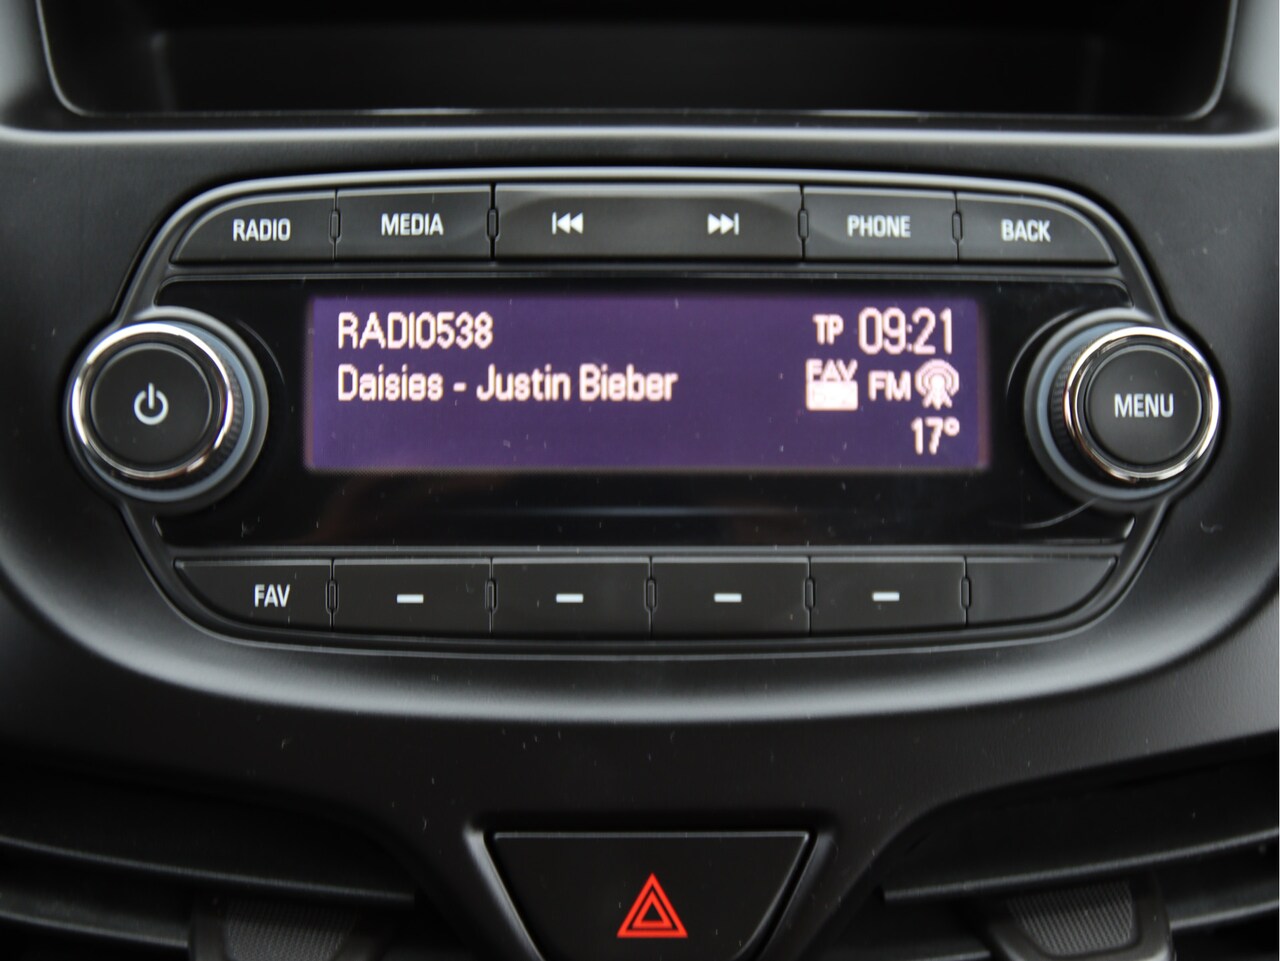 RADIO
MEDIA
PHONE
BACK
RADIO538
TP 09:21
Daisies - Justin Bieber
FAV FM
17°
MENU
FAV